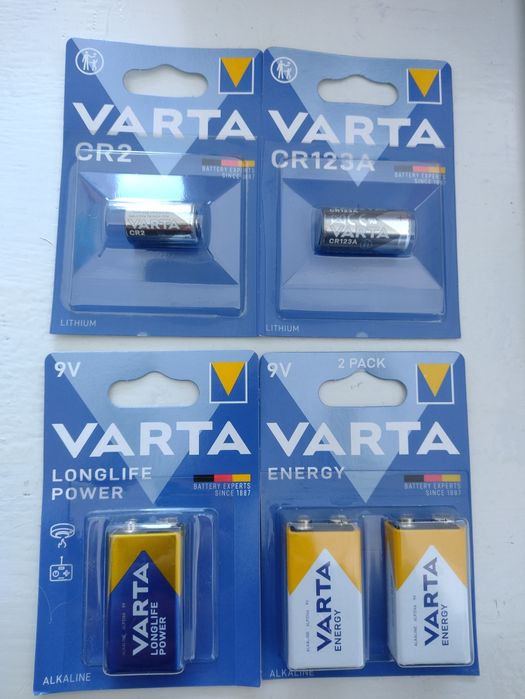 VARTA
CR2
BATTERY EXPERTS
SINCE 1887
VARTA
CR2
LITHIUM
VARTA
CR123A
BATTERY EXPERTS
SINCE 1887
CR123A
VARTA
CR123A
LITHIUM
9V
VARTA
LONGLIFE
POWER
BATTERY EXPERTS
SINCE 1887
VARTA
LONGLIFE
POWER
ALKALINE
9V
2 PACK
VARTA
ENERGY
BATTERY EXPERTS
SINCE 1887
VARTA
ENERGY
VARTA
ENERGY
ALKALINE